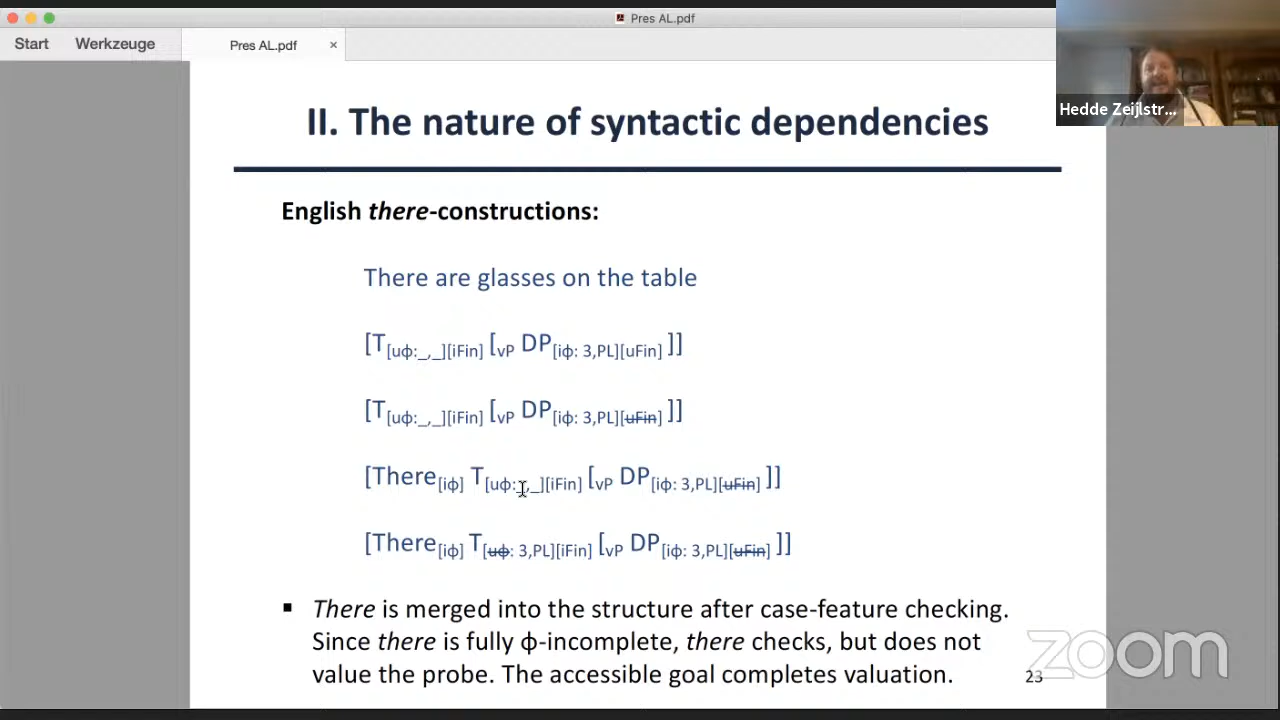 Pres AL.pdf
Start Werkzeuge Pres AL.pdf ×
Hedde Zeijlstr...
II. The nature of syntactic dependencies
English there-constructions:
There are glasses on the table
[T[uφ:_,_][iFin] [vP DP[iφ: 3,PL][uFin] ]]
[T[uφ:_,_][iFin] [vP DP[iφ: 3,PL][uFin] ]]
[There[iφ] T[uφ:_,_][iFin] [vP DP[iφ: 3,PL][uFin] ]]
[There[iφ] T[uφ: 3,PL][iFin] [vP DP[iφ: 3,PL][uFin] ]]
▪ There is merged into the structure after case-feature checking.
Since there is fully φ-incomplete, there checks, but does not
value the probe. The accessible goal completes valuation.
23
zoom